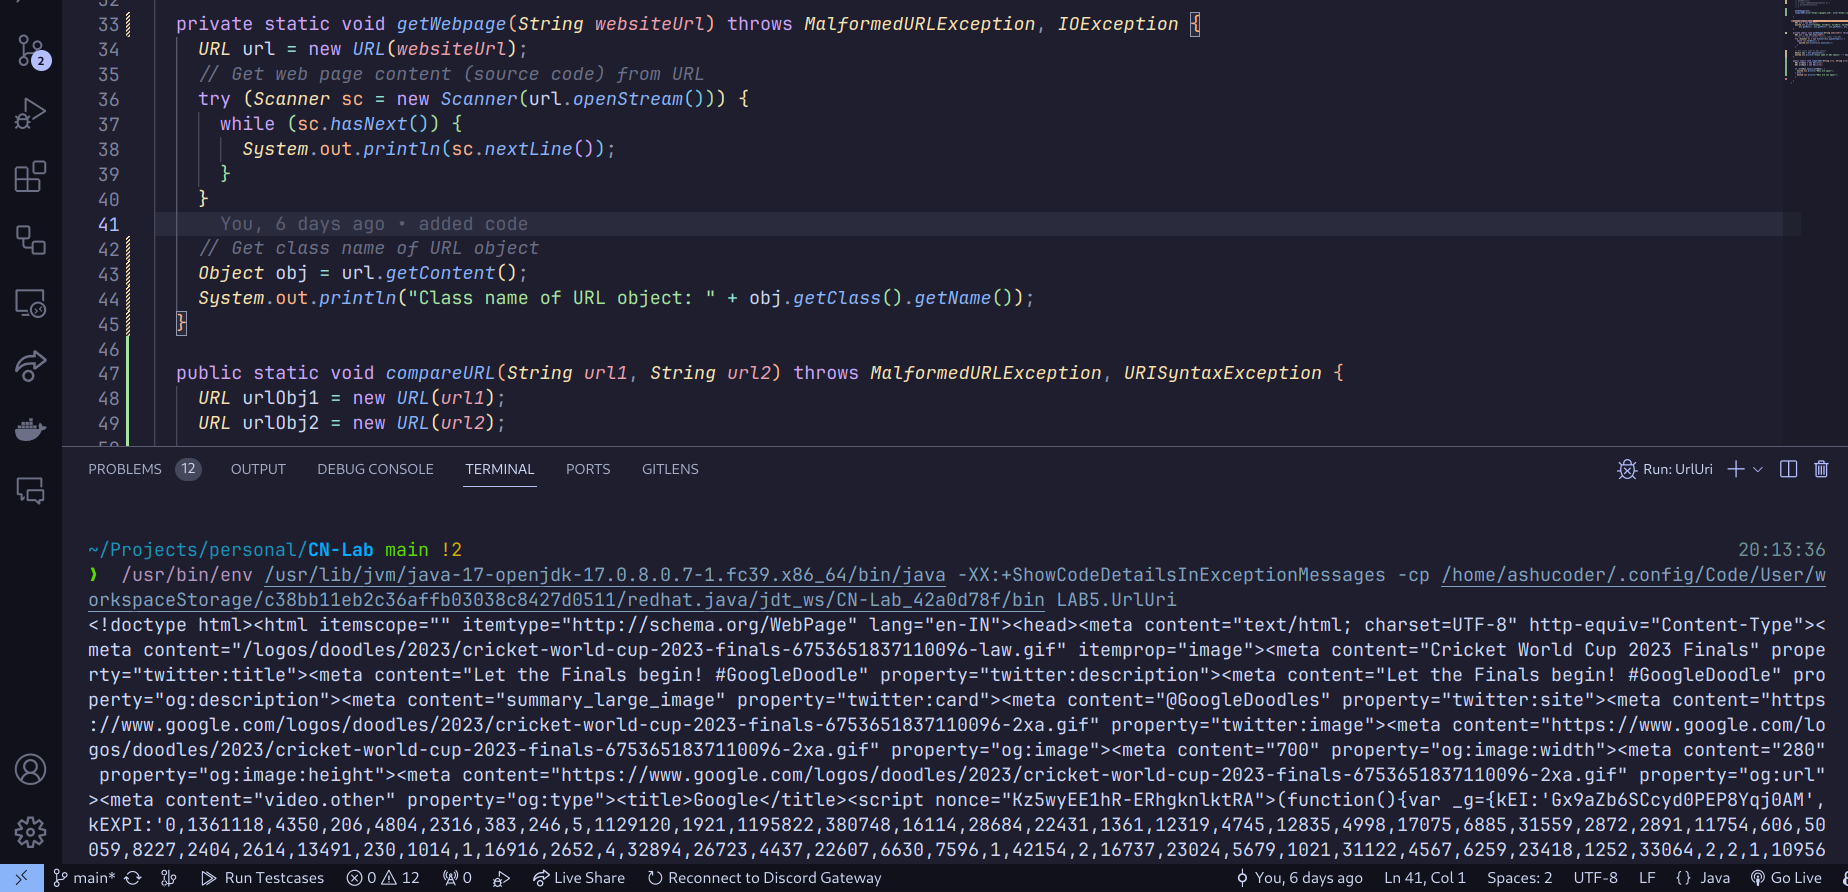 33 private static void getWebpage(String websiteUrl) throws MalformedURLException, IOException {
34 URL url = new URL(websiteUrl);
35 // Get web page content (source code) from URL
36 try (Scanner sc = new Scanner(url.openStream())) {
37 while (sc.hasNext()) {
38 System.out.println(sc.nextLine());
39 }
40 }
41 You, 6 days ago • added code
42 // Get class name of URL object
43 Object obj = url.getContent();
44 System.out.println("Class name of URL object: " + obj.getClass().getName());
45 }
46
47 public static void compareURL(String url1, String url2) throws MalformedURLException, URISyntaxException {
48 URL urlObj1 = new URL(url1);
49 URL urlObj2 = new URL(url2);
2
PROBLEMS 12 OUTPUT DEBUG CONSOLE TERMINAL PORTS GITLENS Run: UrlUri
~/Projects/personal/CN-Lab main !2 20:13:36
❯ /usr/bin/env /usr/lib/jvm/java-17-openjdk-17.0.8.0.7-1.fc39.x86_64/bin/java -XX:+ShowCodeDetailsInExceptionMessages -cp /home/ashucoder/.config/Code/User/w
orkspaceStorage/c38bb11eb2c36affb03038c8427d0511/redhat.java/jdt_ws/CN-Lab_42a0d78f/bin LAB5.UrlUri
<!doctype html><html itemscope="" itemtype="http://schema.org/WebPage" lang="en-IN"><head><meta content="text/html; charset=UTF-8" http-equiv="Content-Type"><
meta content="/logos/doodles/2023/cricket-world-cup-2023-finals-6753651837110096-law.gif" itemprop="image"><meta content="Cricket World Cup 2023 Finals" prope
rty="twitter:title"><meta content="Let the Finals begin! #GoogleDoodle" property="twitter:description"><meta content="Let the Finals begin! #GoogleDoodle" pro
perty="og:description"><meta content="summary_large_image" property="twitter:card"><meta content="@GoogleDoodles" property="twitter:site"><meta content="https
://www.google.com/logos/doodles/2023/cricket-world-cup-2023-finals-6753651837110096-2xa.gif" property="twitter:image"><meta content="https://www.google.com/lo
gos/doodles/2023/cricket-world-cup-2023-finals-6753651837110096-2xa.gif" property="og:image"><meta content="700" property="og:image:width"><meta content="280"
property="og:image:height"><meta content="https://www.google.com/logos/doodles/2023/cricket-world-cup-2023-finals-6753651837110096-2xa.gif" property="og:url"
><meta content="video.other" property="og:type"><title>Google</title><script nonce="Kz5wyEE1hR-ERhgknlktRA">(function(){var _g={kEI:'Gx9aZb6SCcyd0PEP8Yqj0AM',
kEXPI:'0,1361118,4350,206,4804,2316,383,246,5,1129120,1921,1195822,380748,16114,28684,22431,1361,12319,4745,12835,4998,17075,6885,31559,2872,2891,11754,606,50
059,8227,2404,2614,13491,230,1014,1,16916,2652,4,32894,26723,4437,22607,6630,7596,1,42154,2,16737,23024,5679,1021,31122,4567,6259,23418,1252,33064,2,2,1,10956
main* Run Testcases 0 12 0 Live Share Reconnect to Discord Gateway You, 6 days ago Ln 41, Col 1 Spaces: 2 UTF-8 LF {} Java Go Live